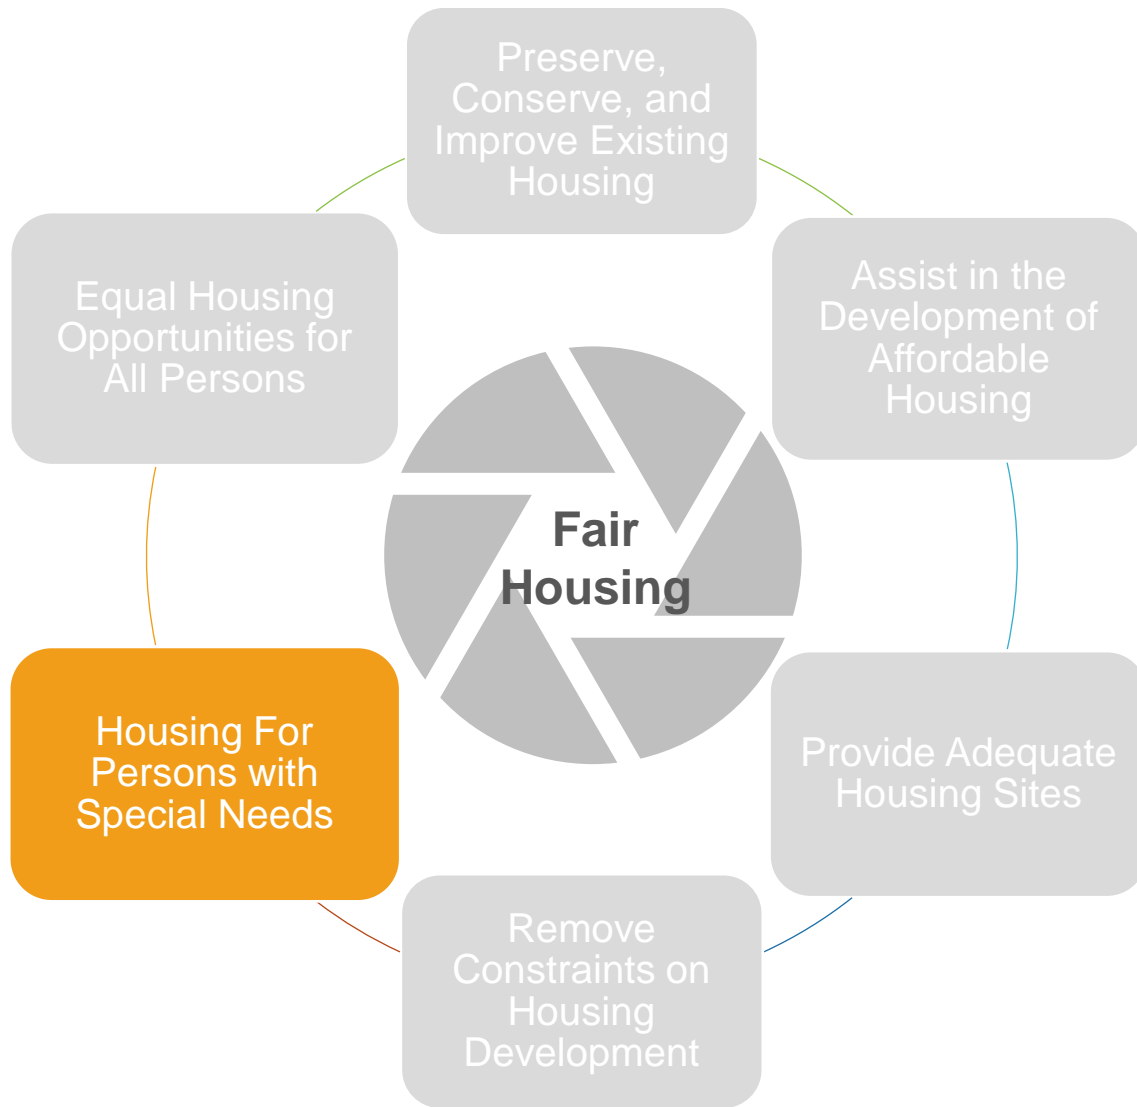 Preserve,
Conserve, and
Improve Existing
Housing
Assist in the
Development of
Affordable
Housing
Provide Adequate
Housing Sites
Remove
Constraints on
Housing
Development
Housing For
Persons with
Special Needs
Equal Housing
Opportunities for
All Persons
Fair
Housing